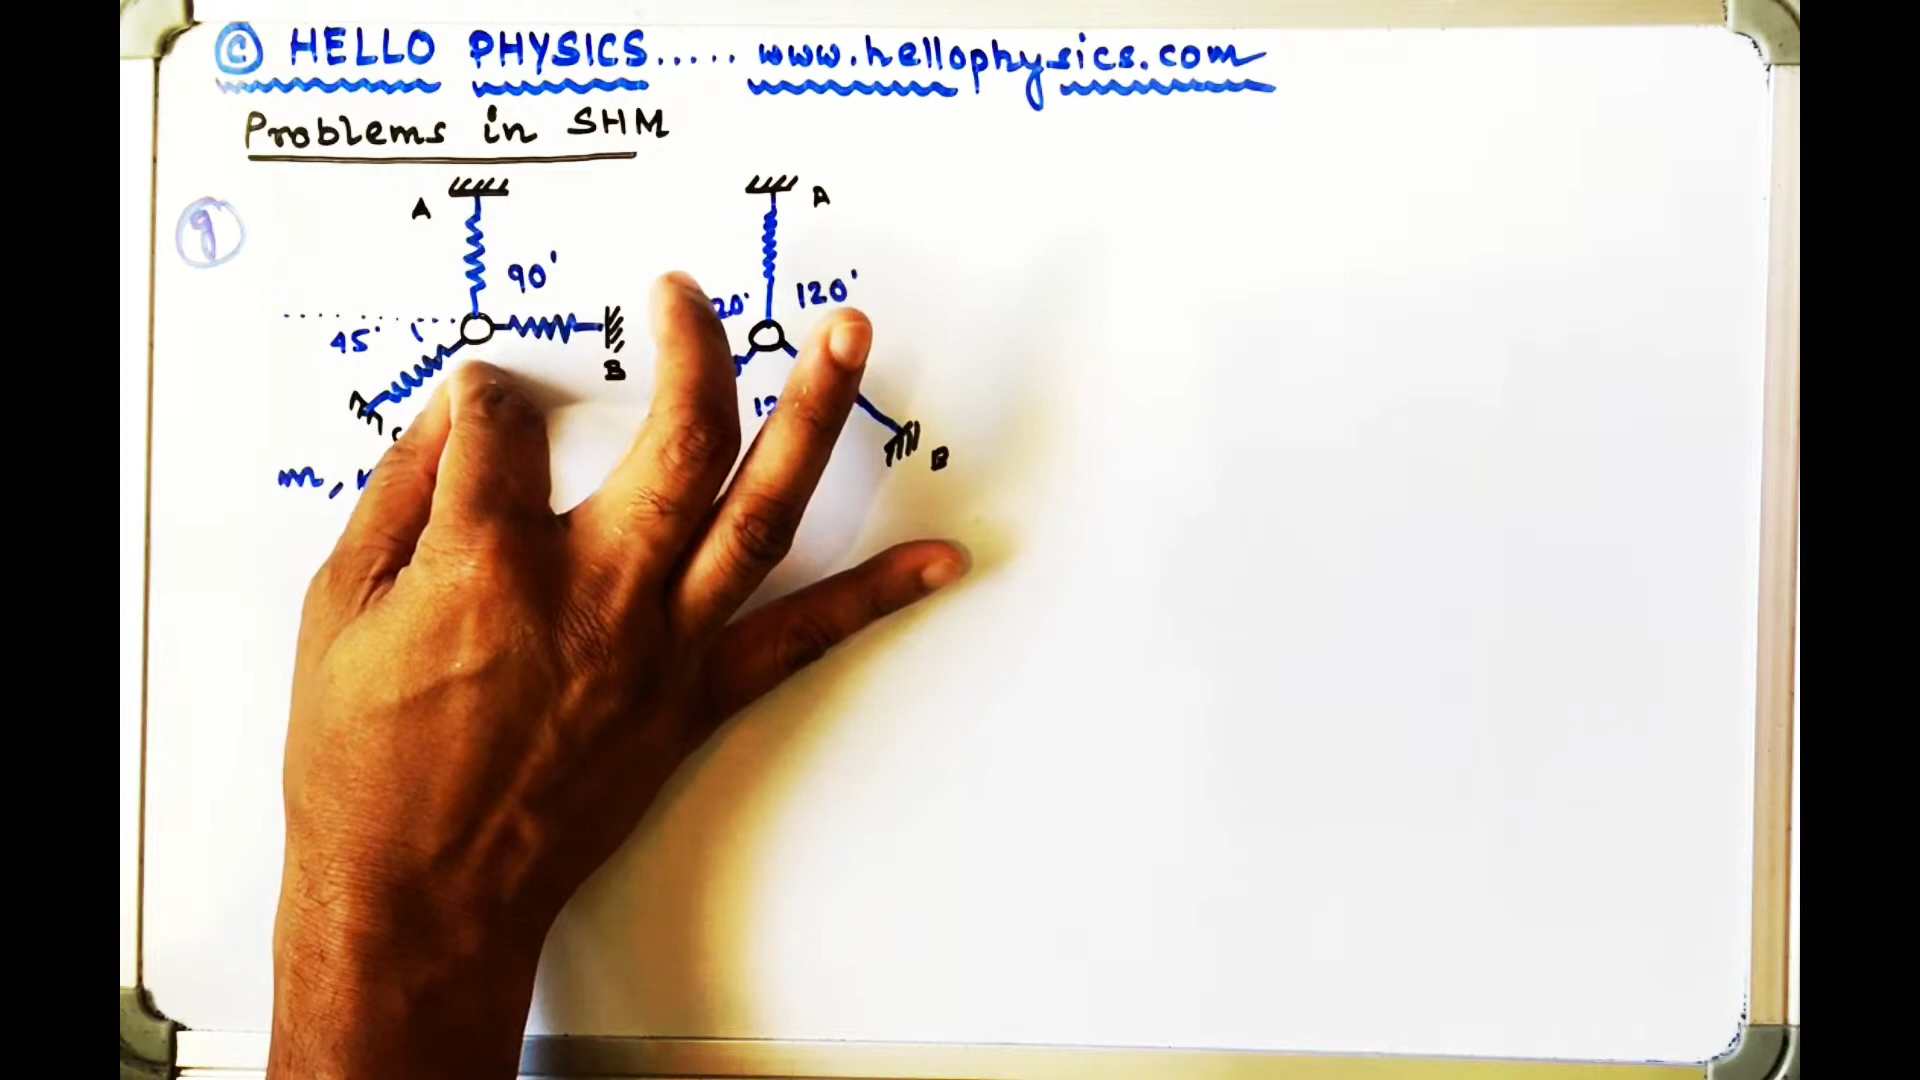 © HELLO PHYSICS..... www.hellophysics.com
Problems in SHM
9
A
90°
45°
B
m,
A
120°
B